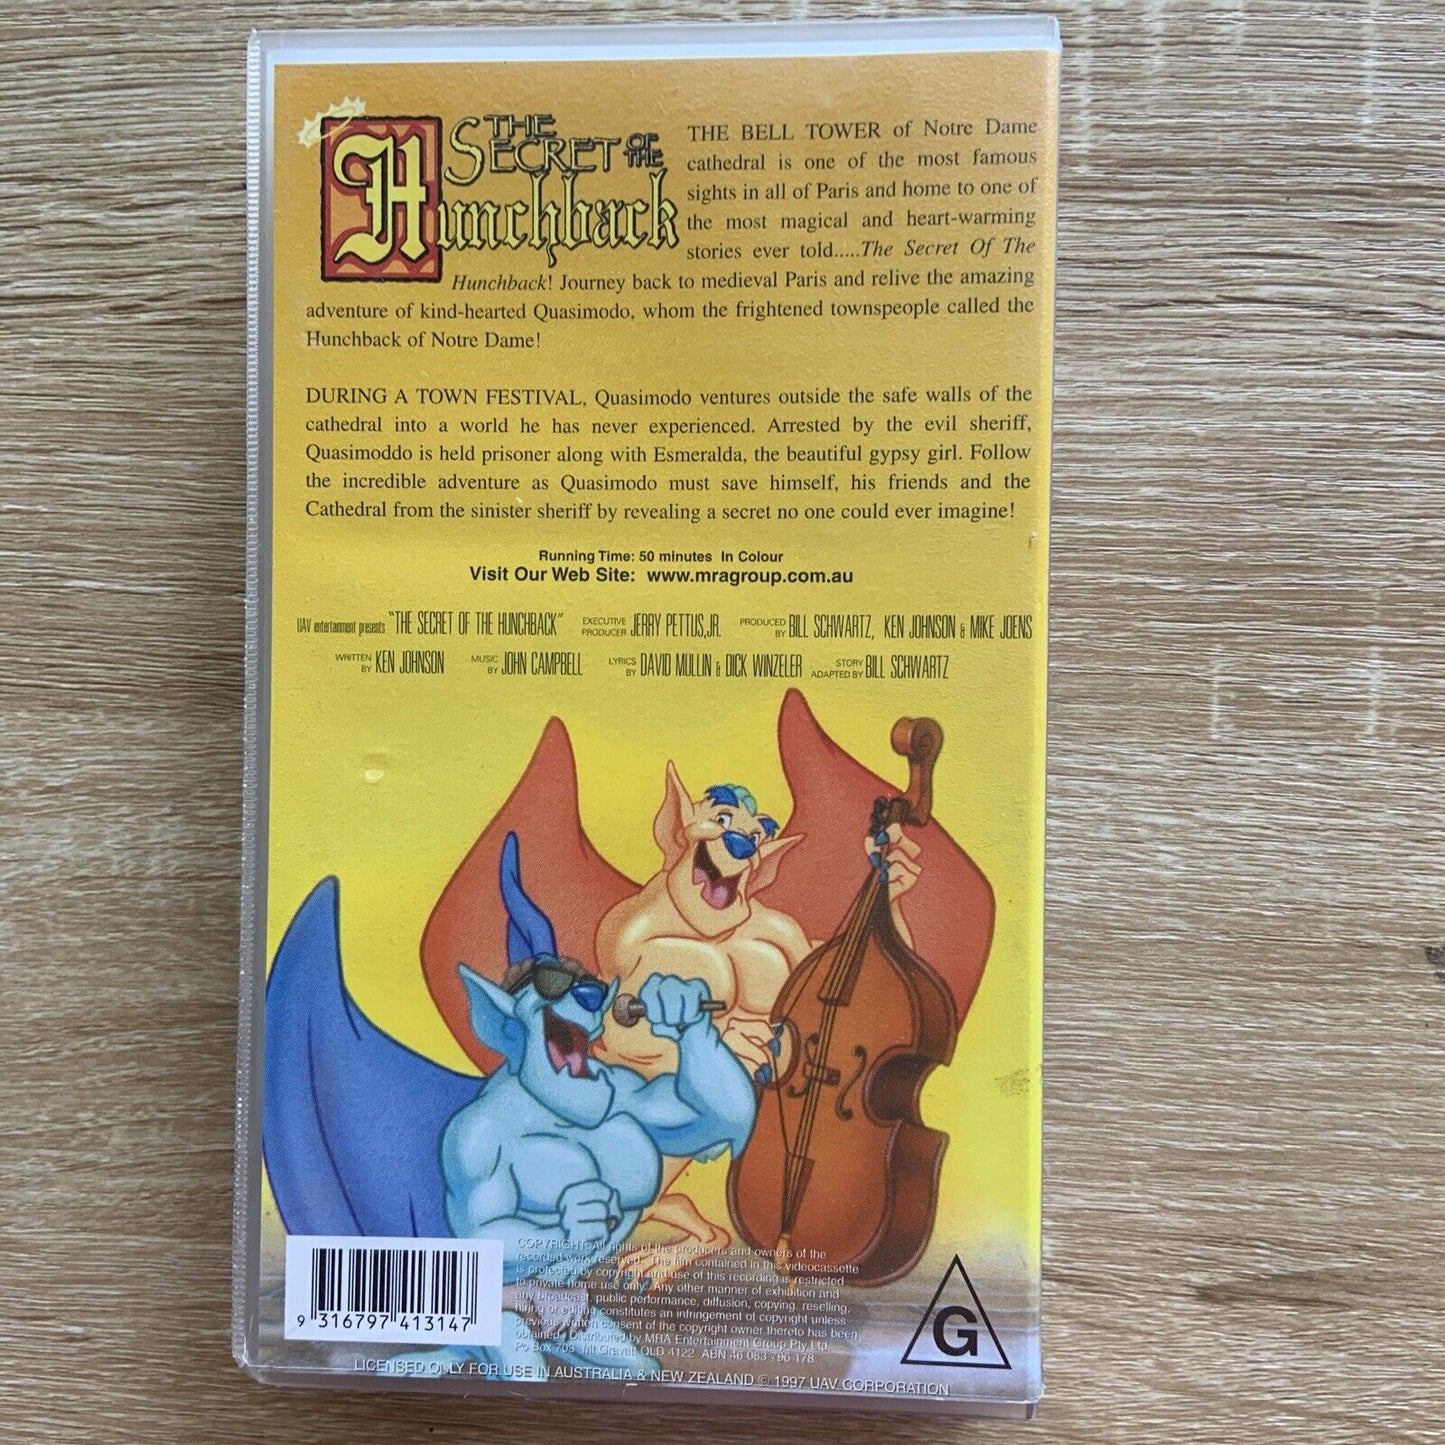 THE
SECRET OF THE
Hunchback
THE BELL TOWER of Notre Dame
cathedral is one of the most famous
sights in all of Paris and home to one of
the most magical and heart-warming
stories ever told.....The Secret Of The
Hunchback! Journey back to medieval Paris and relive the amazing
adventure of kind-hearted Quasimodo, whom the frightened townspeople called the
Hunchback of Notre Dame!
DURING A TOWN FESTIVAL, Quasimodo ventures outside the safe walls of the
cathedral into a world he has never experienced. Arrested by the evil sheriff,
Quasimoddo is held prisoner along with Esmeralda, the beautiful gypsy girl. Follow
the incredible adventure as Quasimodo must save himself, his friends and the
Cathedral from the sinister sheriff by revealing a secret no one could ever imagine!
Running Time: 50 minutes In Colour
Visit Our Web Site: www.mragroup.com.au
UAV entertainment presents "THE SECRET OF THE HUNCHBACK" EXECUTIVE PRODUCER JERRY PETTUS, JR. PRODUCED BY BILL SCHWARTZ, KEN JOHNSON & MIKE JOENS
WRITTEN BY KEN JOHNSON MUSIC BY JOHN CAMPBELL LYRICS BY DAVID MULLIN & DICK WINZELER STORY ADAPTED BY BILL SCHWARTZ
COPYRIGHT: All rights of the producers and owners of the
recorded work reserved. The film contained in this videocassette
is protected by copyright and use of this recording is restricted
to private home use only. Any other manner of exhibition and
any broadcast, public performance, diffusion, copying, reselling,
hiring or editing constitutes an infringement of copyright unless
previous written consent of the copyright owner thereto has been
obtained. Distributed by MRA Entertainment Group Pty Ltd,
Po Box 703, Mt Gravatt QLD 4122 ABN 46 083 796 178
9 316797 413147
G
LICENSED OLLY FOR USE IN AUSTRALIA & NEW ZEALAND © 1997 UAV CORPORATION